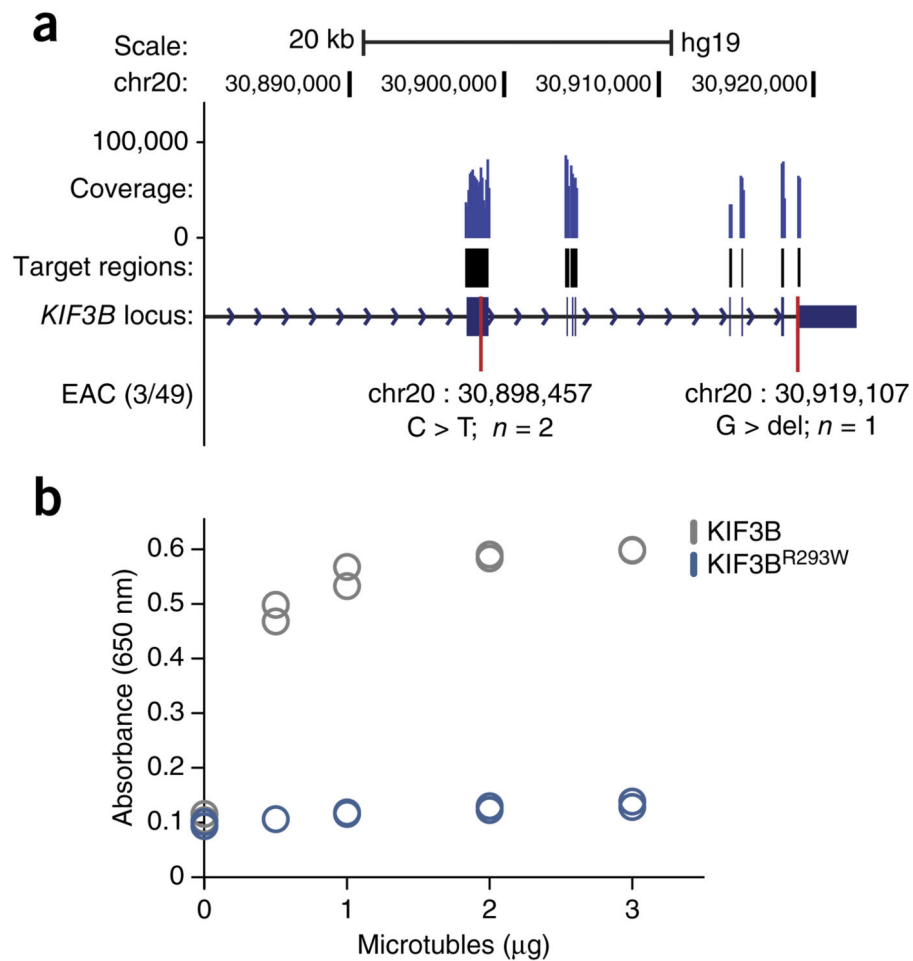 a
Scale: 20 kb hg19
chr20: 30,890,000 30,900,000 30,910,000 30,920,000
100,000
Coverage:
0
Target regions:
KIF3B locus:
EAC (3/49)
chr20 : 30,898,457 chr20 : 30,919,107
C > T; n = 2 G > del; n = 1
b
KIF3B
KIF3BR293W
Absorbance (650 nm)
0.6
0.5
0.4
0.3
0.2
0.1
0
0 1 2 3
Microtubles (μg)